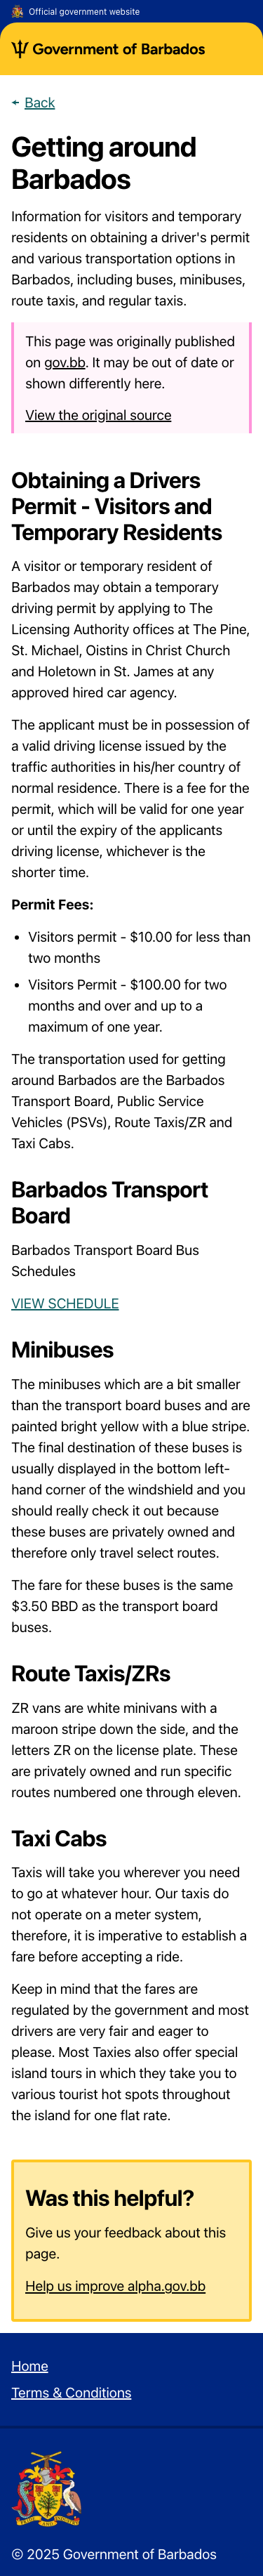 Official government website
Government of Barbados
Back
Getting around
Barbados
Information for visitors and temporary
residents on obtaining a driver's permit
and various transportation options in
Barbados, including buses, minibuses,
route taxis, and regular taxis.
This page was originally published
on gov.bb. It may be out of date or
shown differently here.
View the original source
Obtaining a Drivers
Permit - Visitors and
Temporary Residents
A visitor or temporary resident of
Barbados may obtain a temporary
driving permit by applying to The
Licensing Authority offices at The Pine,
St. Michael, Oistins in Christ Church
and Holetown in St. James at any
approved hired car agency.
The applicant must be in possession of
a valid driving license issued by the
traffic authorities in his/her country of
normal residence. There is a fee for the
permit, which will be valid for one year
or until the expiry of the applicants
driving license, whichever is the
shorter time.
Permit Fees:
• Visitors permit - $10.00 for less than
two months
• Visitors Permit - $100.00 for two
months and over and up to a
maximum of one year.
The transportation used for getting
around Barbados are the Barbados
Transport Board, Public Service
Vehicles (PSVs), Route Taxis/ZR and
Taxi Cabs.
Barbados Transport
Board
Barbados Transport Board Bus
Schedules
VIEW SCHEDULE
Minibuses
The minibuses which are a bit smaller
than the transport board buses and are
painted bright yellow with a blue stripe.
The final destination of these buses is
usually displayed in the bottom left-
hand corner of the windshield and you
should really check it out because
these buses are privately owned and
therefore only travel select routes.
The fare for these buses is the same
$3.50 BBD as the transport board
buses.
Route Taxis/ZRs
ZR vans are white minivans with a
maroon stripe down the side, and the
letters ZR on the license plate. These
are privately owned and run specific
routes numbered one through eleven.
Taxi Cabs
Taxis will take you wherever you need
to go at whatever hour. Our taxis do
not operate on a meter system,
therefore, it is imperative to establish a
fare before accepting a ride.
Keep in mind that the fares are
regulated by the government and most
drivers are very fair and eager to
please. Most Taxies also offer special
island tours in which they take you to
various tourist hot spots throughout
the island for one flat rate.
Was this helpful?
Give us your feedback about this
page.
Help us improve alpha.gov.bb
Home
Terms & Conditions
© 2025 Government of Barbados